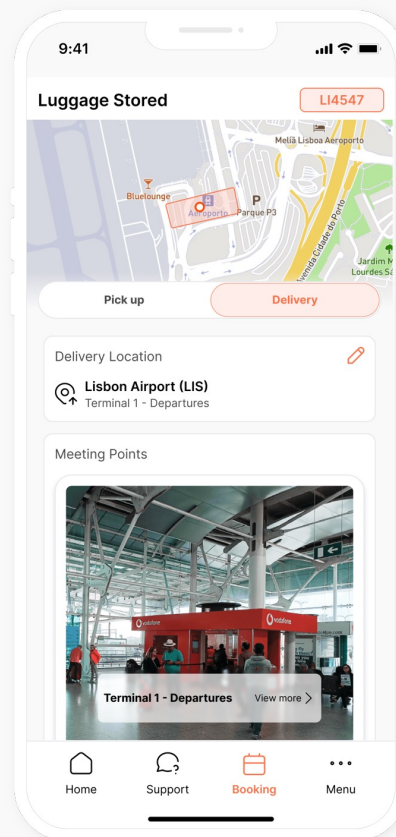 9:41
Luggage Stored
LI4547
Meliã Lisboa Aeroporto
Bluelounge
Aeroporto
P
Parque P3
Avenida Cidade do Porto
Jardim M
Lourdes Sá
Pick up
Delivery
Delivery Location
Lisbon Airport (LIS)
Terminal 1 - Departures
Meeting Points
vodafone
vodafone
Terminal 1 - Departures
View more
Home
Support
Booking
Menu